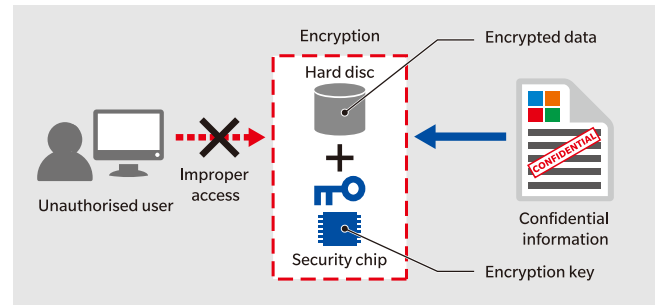 Encryption
Encrypted data
Hard disc
CONFIDENTIAL
Improper
access
Unauthorised user
Confidential
information
Security chip
Encryption key